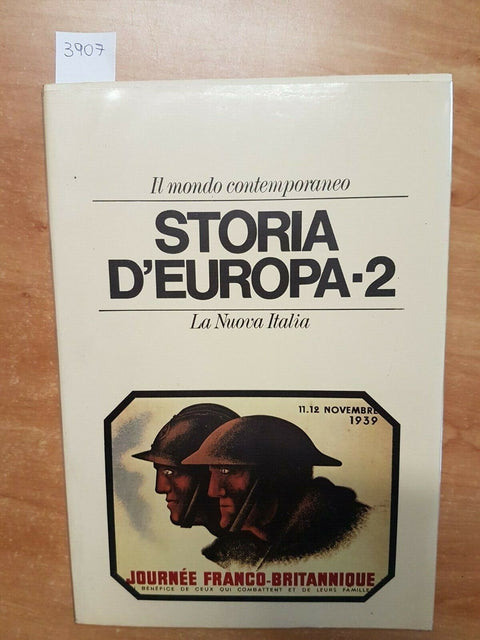 3907
Il mondo contemporaneo
STORIA
D'EUROPA-2
La Nuova Italia
11.12 NOVEMBRE
1939
JOURNÉE FRANCO-BRITANNIQUE
BÉNÉFICE DE CEUX QUI COMBATTENT ET DE LEURS FAMILLES